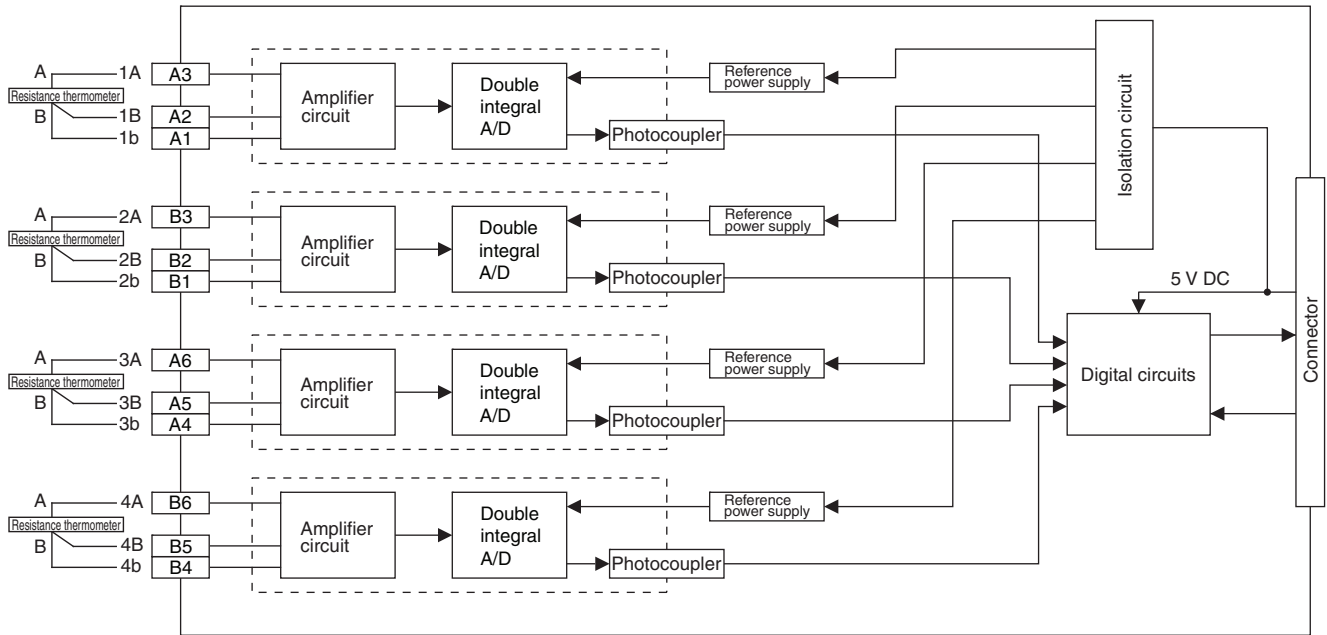 A
1A
A3
Resistance thermometer
B
1B
A2
1b
A1
Amplifier
circuit
Double
integral
A/D
Reference
power supply
Photocoupler
Isolation circuit
A
2A
B3
Resistance thermometer
B
2B
B2
2b
B1
Amplifier
circuit
Double
integral
A/D
Reference
power supply
Photocoupler
5 V DC
A
3A
A6
Resistance thermometer
B
3B
A5
3b
A4
Amplifier
circuit
Double
integral
A/D
Reference
power supply
Photocoupler
Digital circuits
Connector
A
4A
B6
Resistance thermometer
B
4B
B5
4b
B4
Amplifier
circuit
Double
integral
A/D
Reference
power supply
Photocoupler